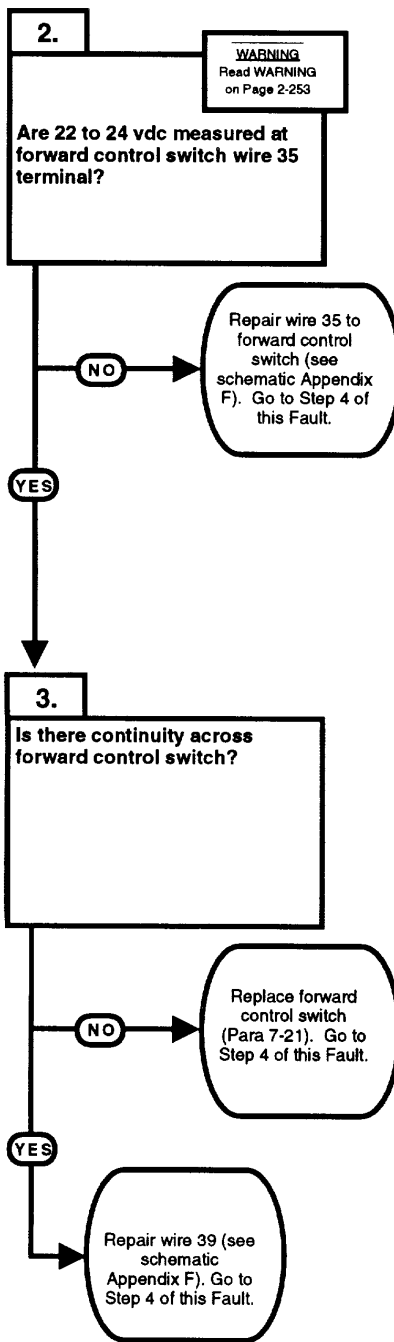 2.
WARNING
Read WARNING
on Page 2-253
Are 22 to 24 vdc measured at
forward control switch wire 35
terminal?
NO
Repair wire 35 to
forward control
switch (see
schematic Appendix
F). Go to Step 4 of
this Fault.
YES
3.
Is there continuity across
forward control switch?
NO
Replace forward
control switch
(Para 7-21). Go to
Step 4 of this Fault.
YES
Repair wire 39 (see
schematic
Appendix F). Go to
Step 4 of this Fault.